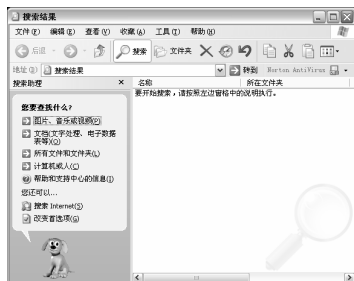 搜索结果
文件(F) 编辑(E) 查看(V) 收藏(A) 工具(T) 帮助(H)
后退 搜索 文件夹
地址(D) 搜索结果 转到 Norton AntiVirus
搜索助理 × 名称 所在文件夹
要开始搜索，请按照左边窗格中的说明执行。
您要查找什么?
图片、音乐或视频(P)
文档(文字处理、电子数据
表等)(O)
所有文件和文件夹(L)
计算机或人(C)
帮助和支持中心的信息(I)
您还可以...
搜索 Internet(S)
改变首选项(G)